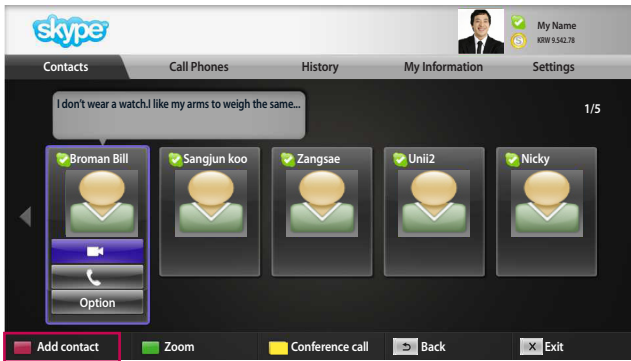 skype
My Name
KRW 9.542.78
Contacts Call Phones History My Information Settings
I don't wear a watch.I like my arms to weigh the same...
1/5
Broman Bill Sangjun koo Zangsae Unii2 Nicky
Option
Add contact Zoom Conference call Back X Exit